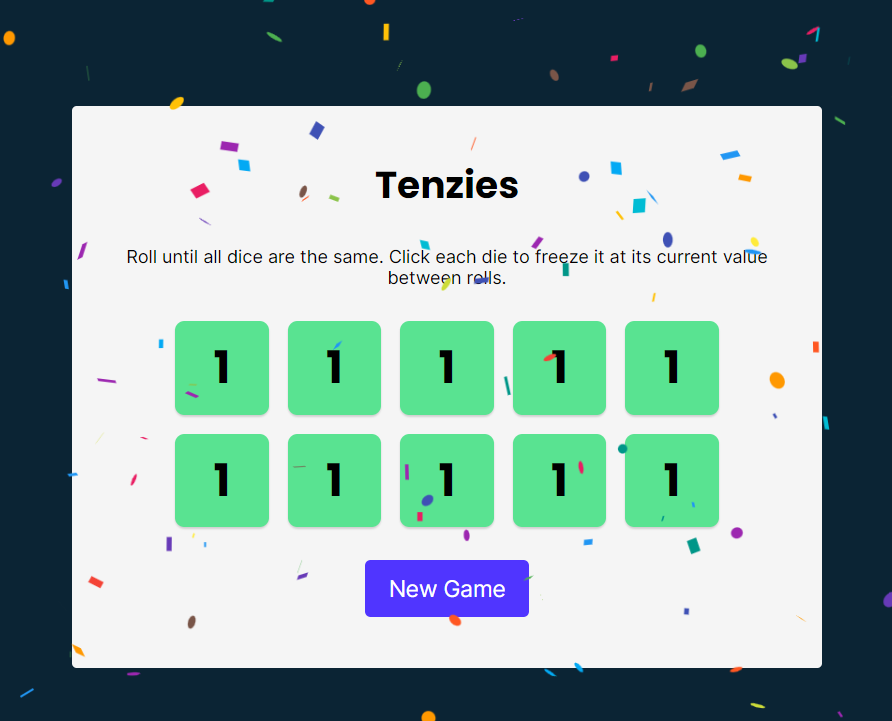 Tenzies
Roll until all dice are the same. Click each die to freeze it at its current value
between rolls.
1 1 1 1 1
1 1 1 1 1
New Game